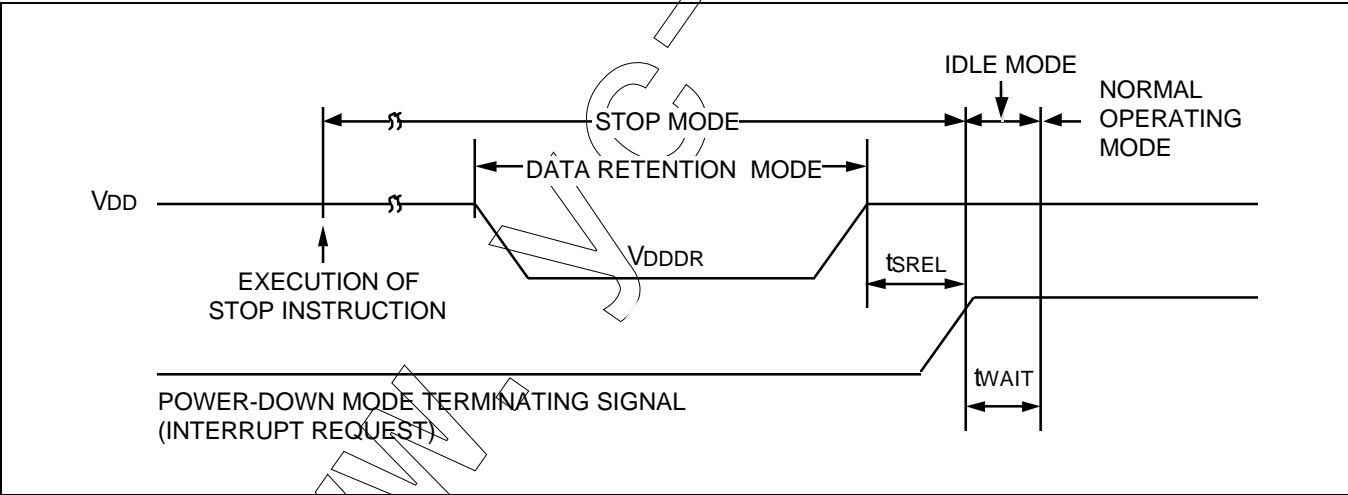 IDLE MODE
NORMAL
OPERATING
MODE
STOP MODE
DATA RETENTION MODE
VDD
VDDDR
tSREL
EXECUTION OF
STOP INSTRUCTION
tWAIT
POWER-DOWN MODE TERMINATING SIGNAL
(INTERRUPT REQUEST)